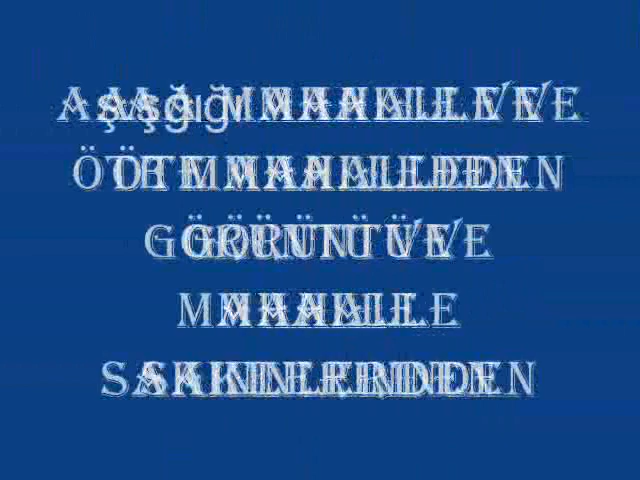 AŞAĞI MAHALLE VE
ÖTE MAHALLEDEN
GÖRÜNTÜ VE
MAHALLE
SAKİNLERİNDEN